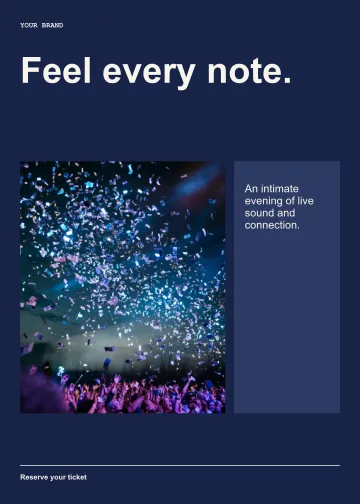 YOUR BRAND
Feel every note.
An intimate
evening of live
sound and
connection.
Reserve your ticket